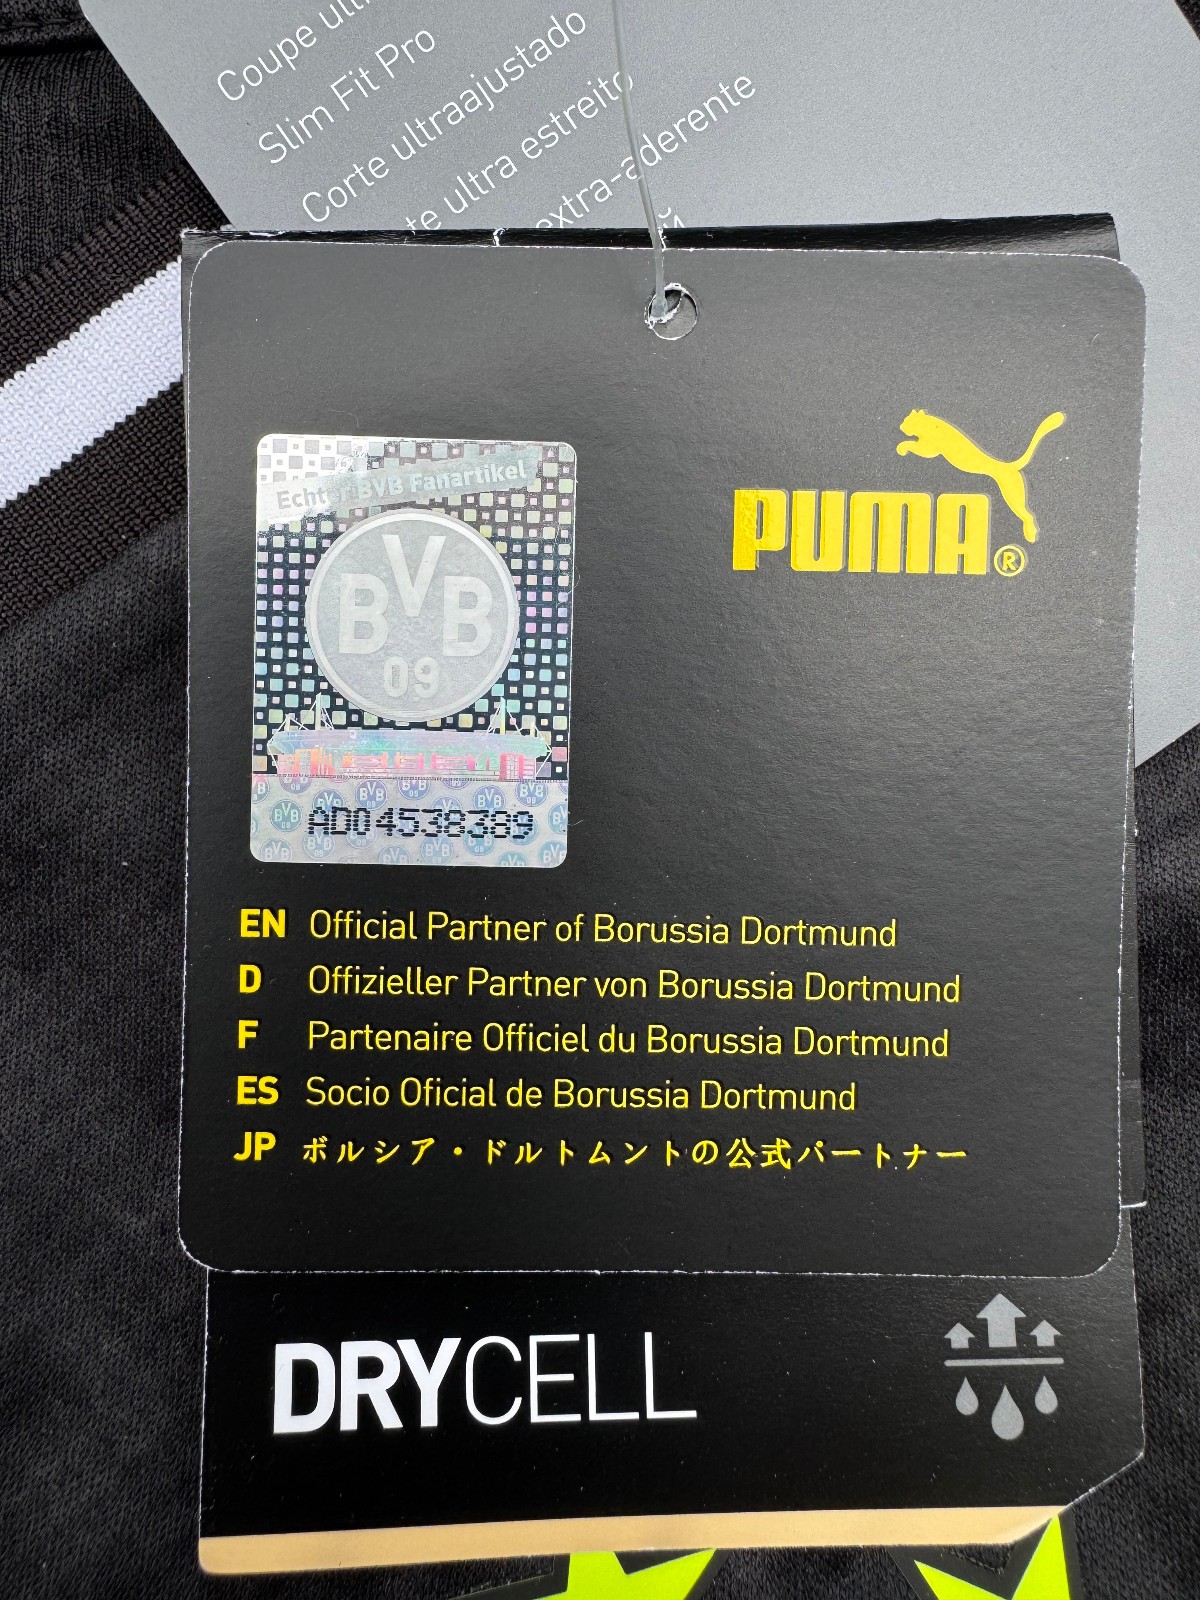 Coupe
Slim Fit Pro
Corte ultraajustado
ultra estreito
extra-aderente
PUMA®
Echter BVB Fanartikel
BVB
09
AD04538389
EN Official Partner of Borussia Dortmund
D Offizieller Partner von Borussia Dortmund
F Partenaire Officiel du Borussia Dortmund
ES Socio Oficial de Borussia Dortmund
JP ボルシア・ドルトムントの公式パートナー
DRYCELL